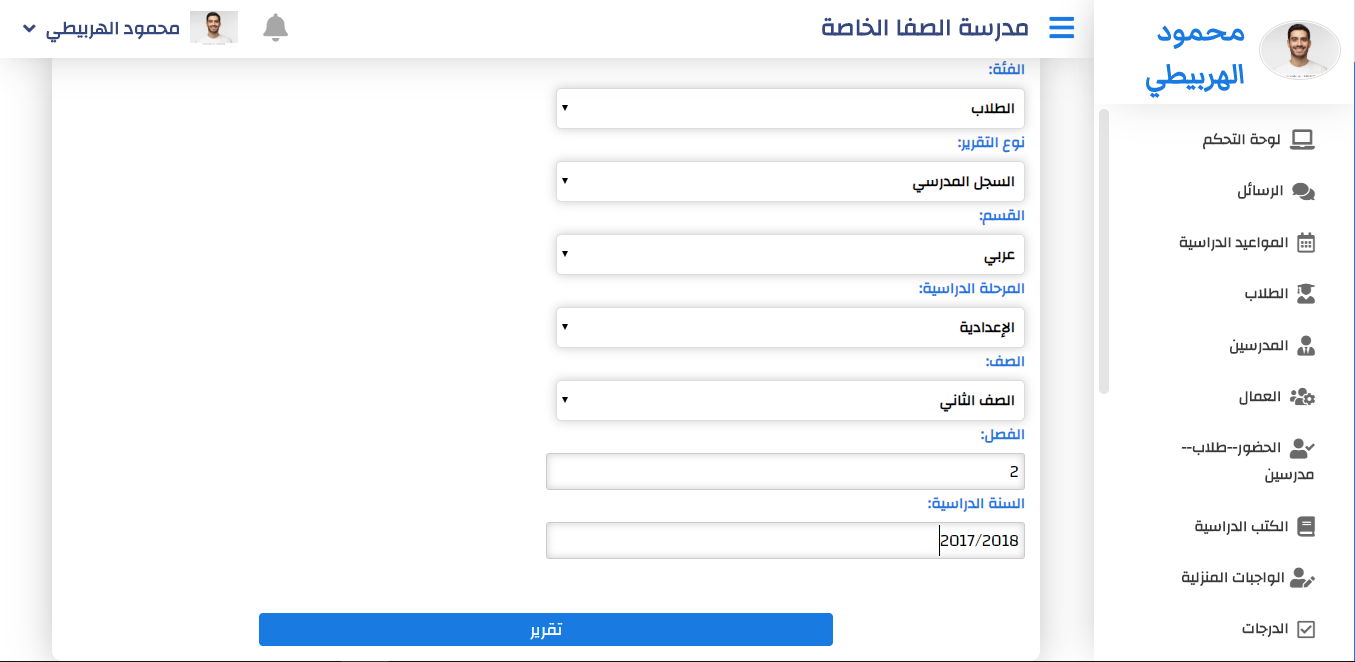 محمود
الهربيطي
مدرسة الصفا الخاصة
محمود الهربيطي
لوحة التحكم
الرسائل
المواعيد الدراسية
الطلاب
المدرسين
العمال
الحضور--طلاب--
مدرسين
الكتب الدراسية
الواجبات المنزلية
الدرجات
الفئة:
الطلاب
نوع التقرير:
السجل المدرسي
القسم:
عربي
المرحلة الدراسية:
الإعدادية
الصف:
الصف الثاني
الفصل:
2
السنة الدراسية:
2017/2018
تقرير